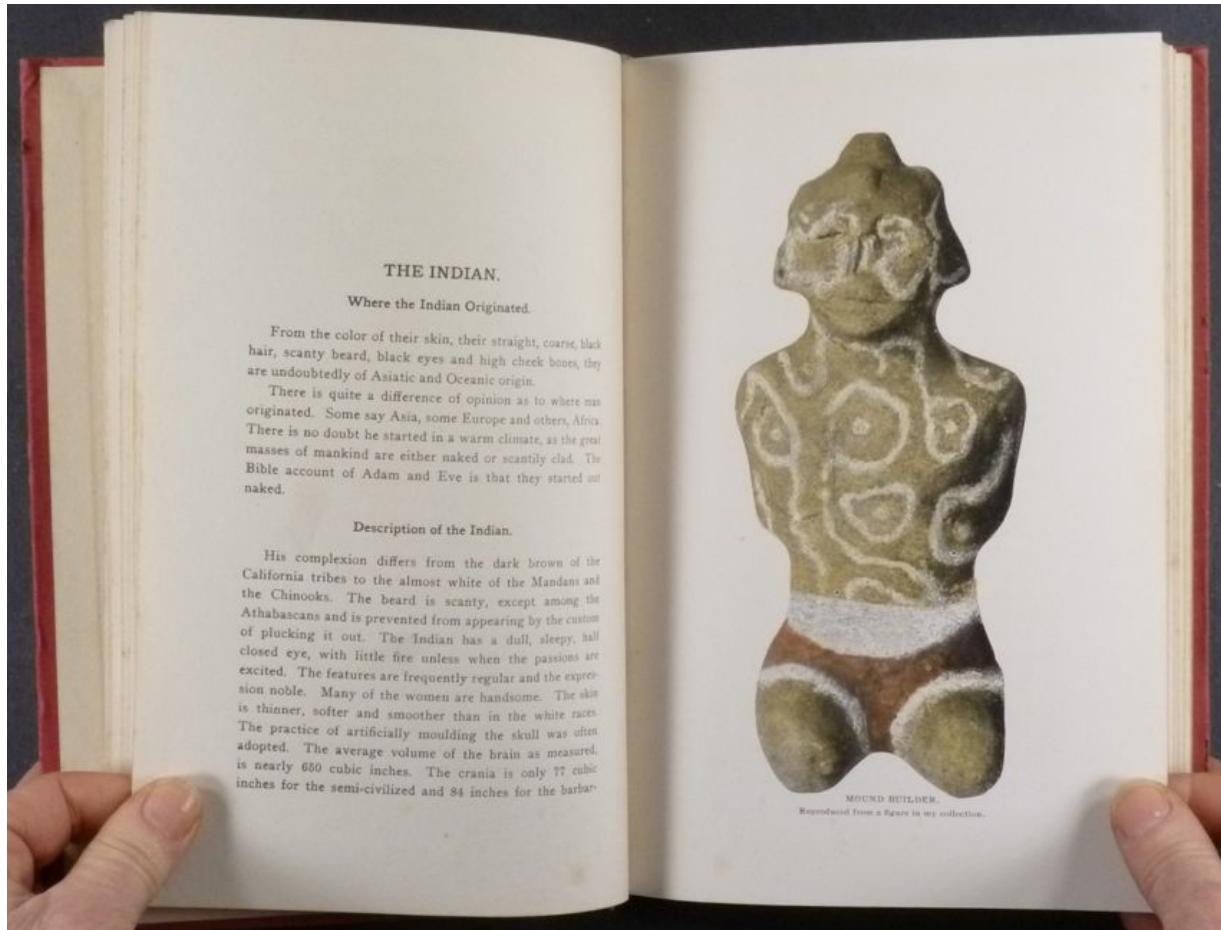 THE INDIAN.
Where the Indian Originated.
From the color of their skin, their straight, coarse, black
hair, scanty beard, black eyes and high cheek bones, they
are undoubtedly of Asiatic and Oceanic origin.
There is quite a difference of opinion as to where man
originated. Some say Asia, some Europe and others, Africa.
There is no doubt he started in a warm climate, as the great
masses of mankind are either naked or scantily clad. The
Bible account of Adam and Eve is that they started out
naked.
Description of the Indian.
His complexion differs from the dark brown of the
California tribes to the almost white of the Mandans and
the Chinooks. The beard is scanty, except among the
Athabascans and is prevented from appearing by the custom
of plucking it out. The Indian has a dull, sleepy, half
closed eye, with little fire unless when the passions are
excited. The features are frequently regular and the expres-
sion noble. Many of the women are handsome. The skin
is thinner, softer and smoother than in the white races.
The practice of artificially moulding the skull was often
adopted. The average volume of the brain as measured,
is nearly 650 cubic inches. The crania is only 77 cubic
inches for the semi-civilized and 84 inches for the barbar-
MOUND BUILDER.
Reproduced from a figure in my collection.